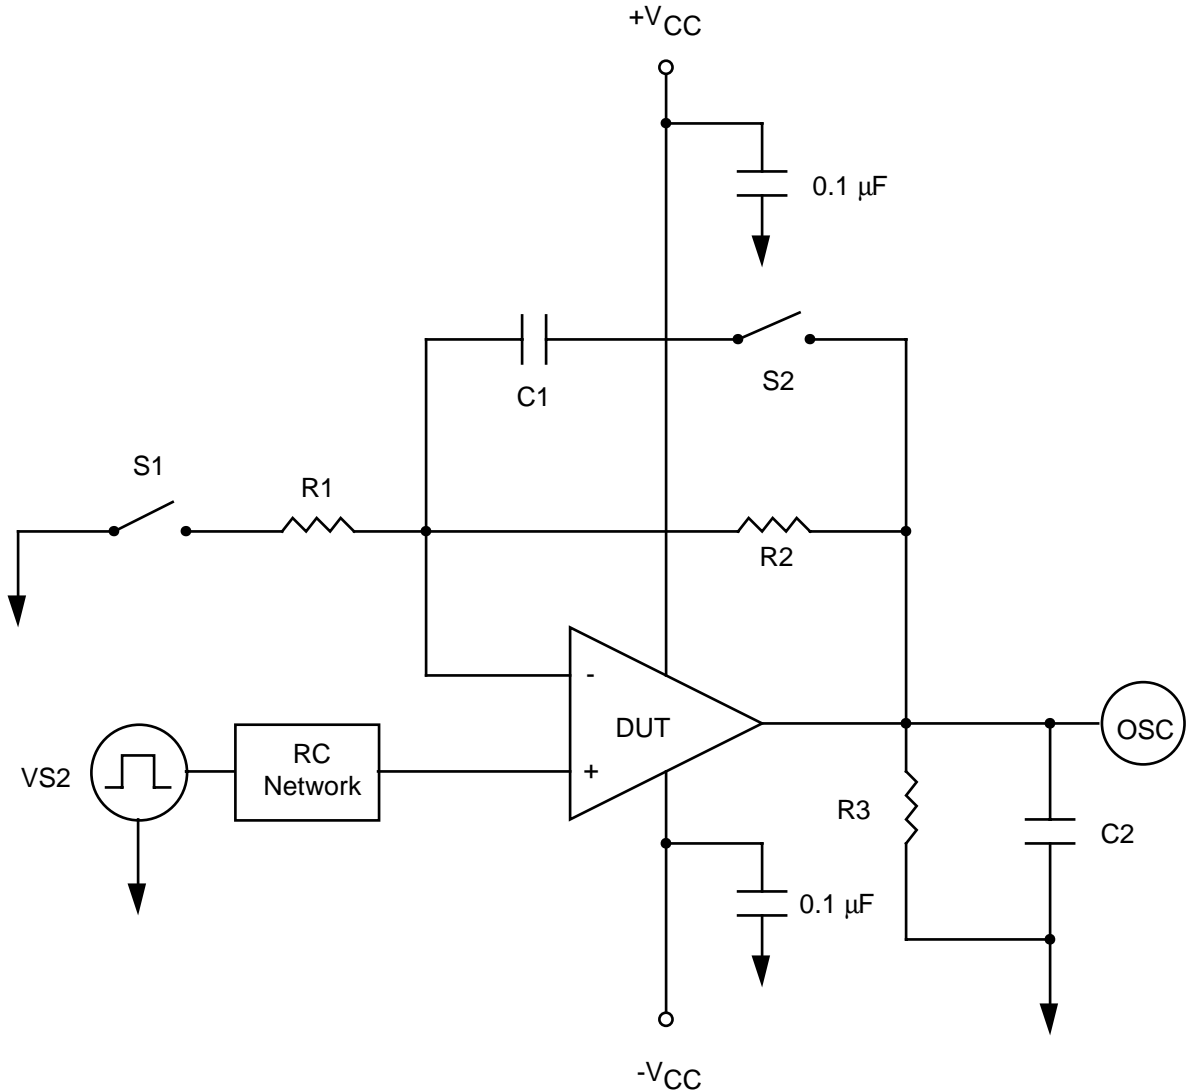 +VCC
0.1 μF
C1
S2
S1
R1
R2
-
DUT
OSC
VS2
RC
Network
+
R3
C2
0.1 μF
-VCC